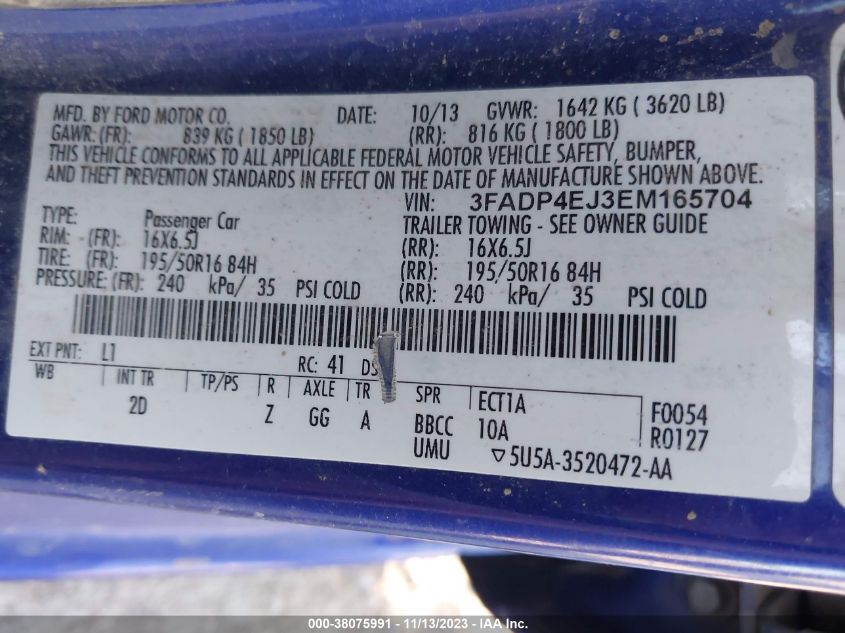 MFD. BY FORD MOTOR CO. DATE: 10/13 GVWR: 1642 KG ( 3620 LB)
GAWR: (FR): 839 KG ( 1850 LB) (RR): 816 KG ( 1800 LB)
THIS VEHICLE CONFORMS TO ALL APPLICABLE FEDERAL MOTOR VEHICLE SAFETY, BUMPER,
AND THEFT PREVENTION STANDARDS IN EFFECT ON THE DATE OF MANUFACTURE SHOWN ABOVE.
VIN: 3FADP4EJ3EM165704
TYPE: Passenger Car TRAILER TOWING - SEE OWNER GUIDE
RIM: (FR): 16X6.5J (RR): 16X6.5J
TIRE: (FR): 195/50R16 84H (RR): 195/50R16 84H
PRESSURE: (FR): 240 kPa/ 35 PSI COLD (RR): 240 kPa/ 35 PSI COLD
EXT PNT: L1 RC: 41
WB INT TR TP/PS R AXLE TR SPR ECT1A F0054
2D Z GG A BBCC 10A R0127
UMU ▽5U5A-3520472-AA
000-38075991 - 11/13/2023 - IAA Inc.